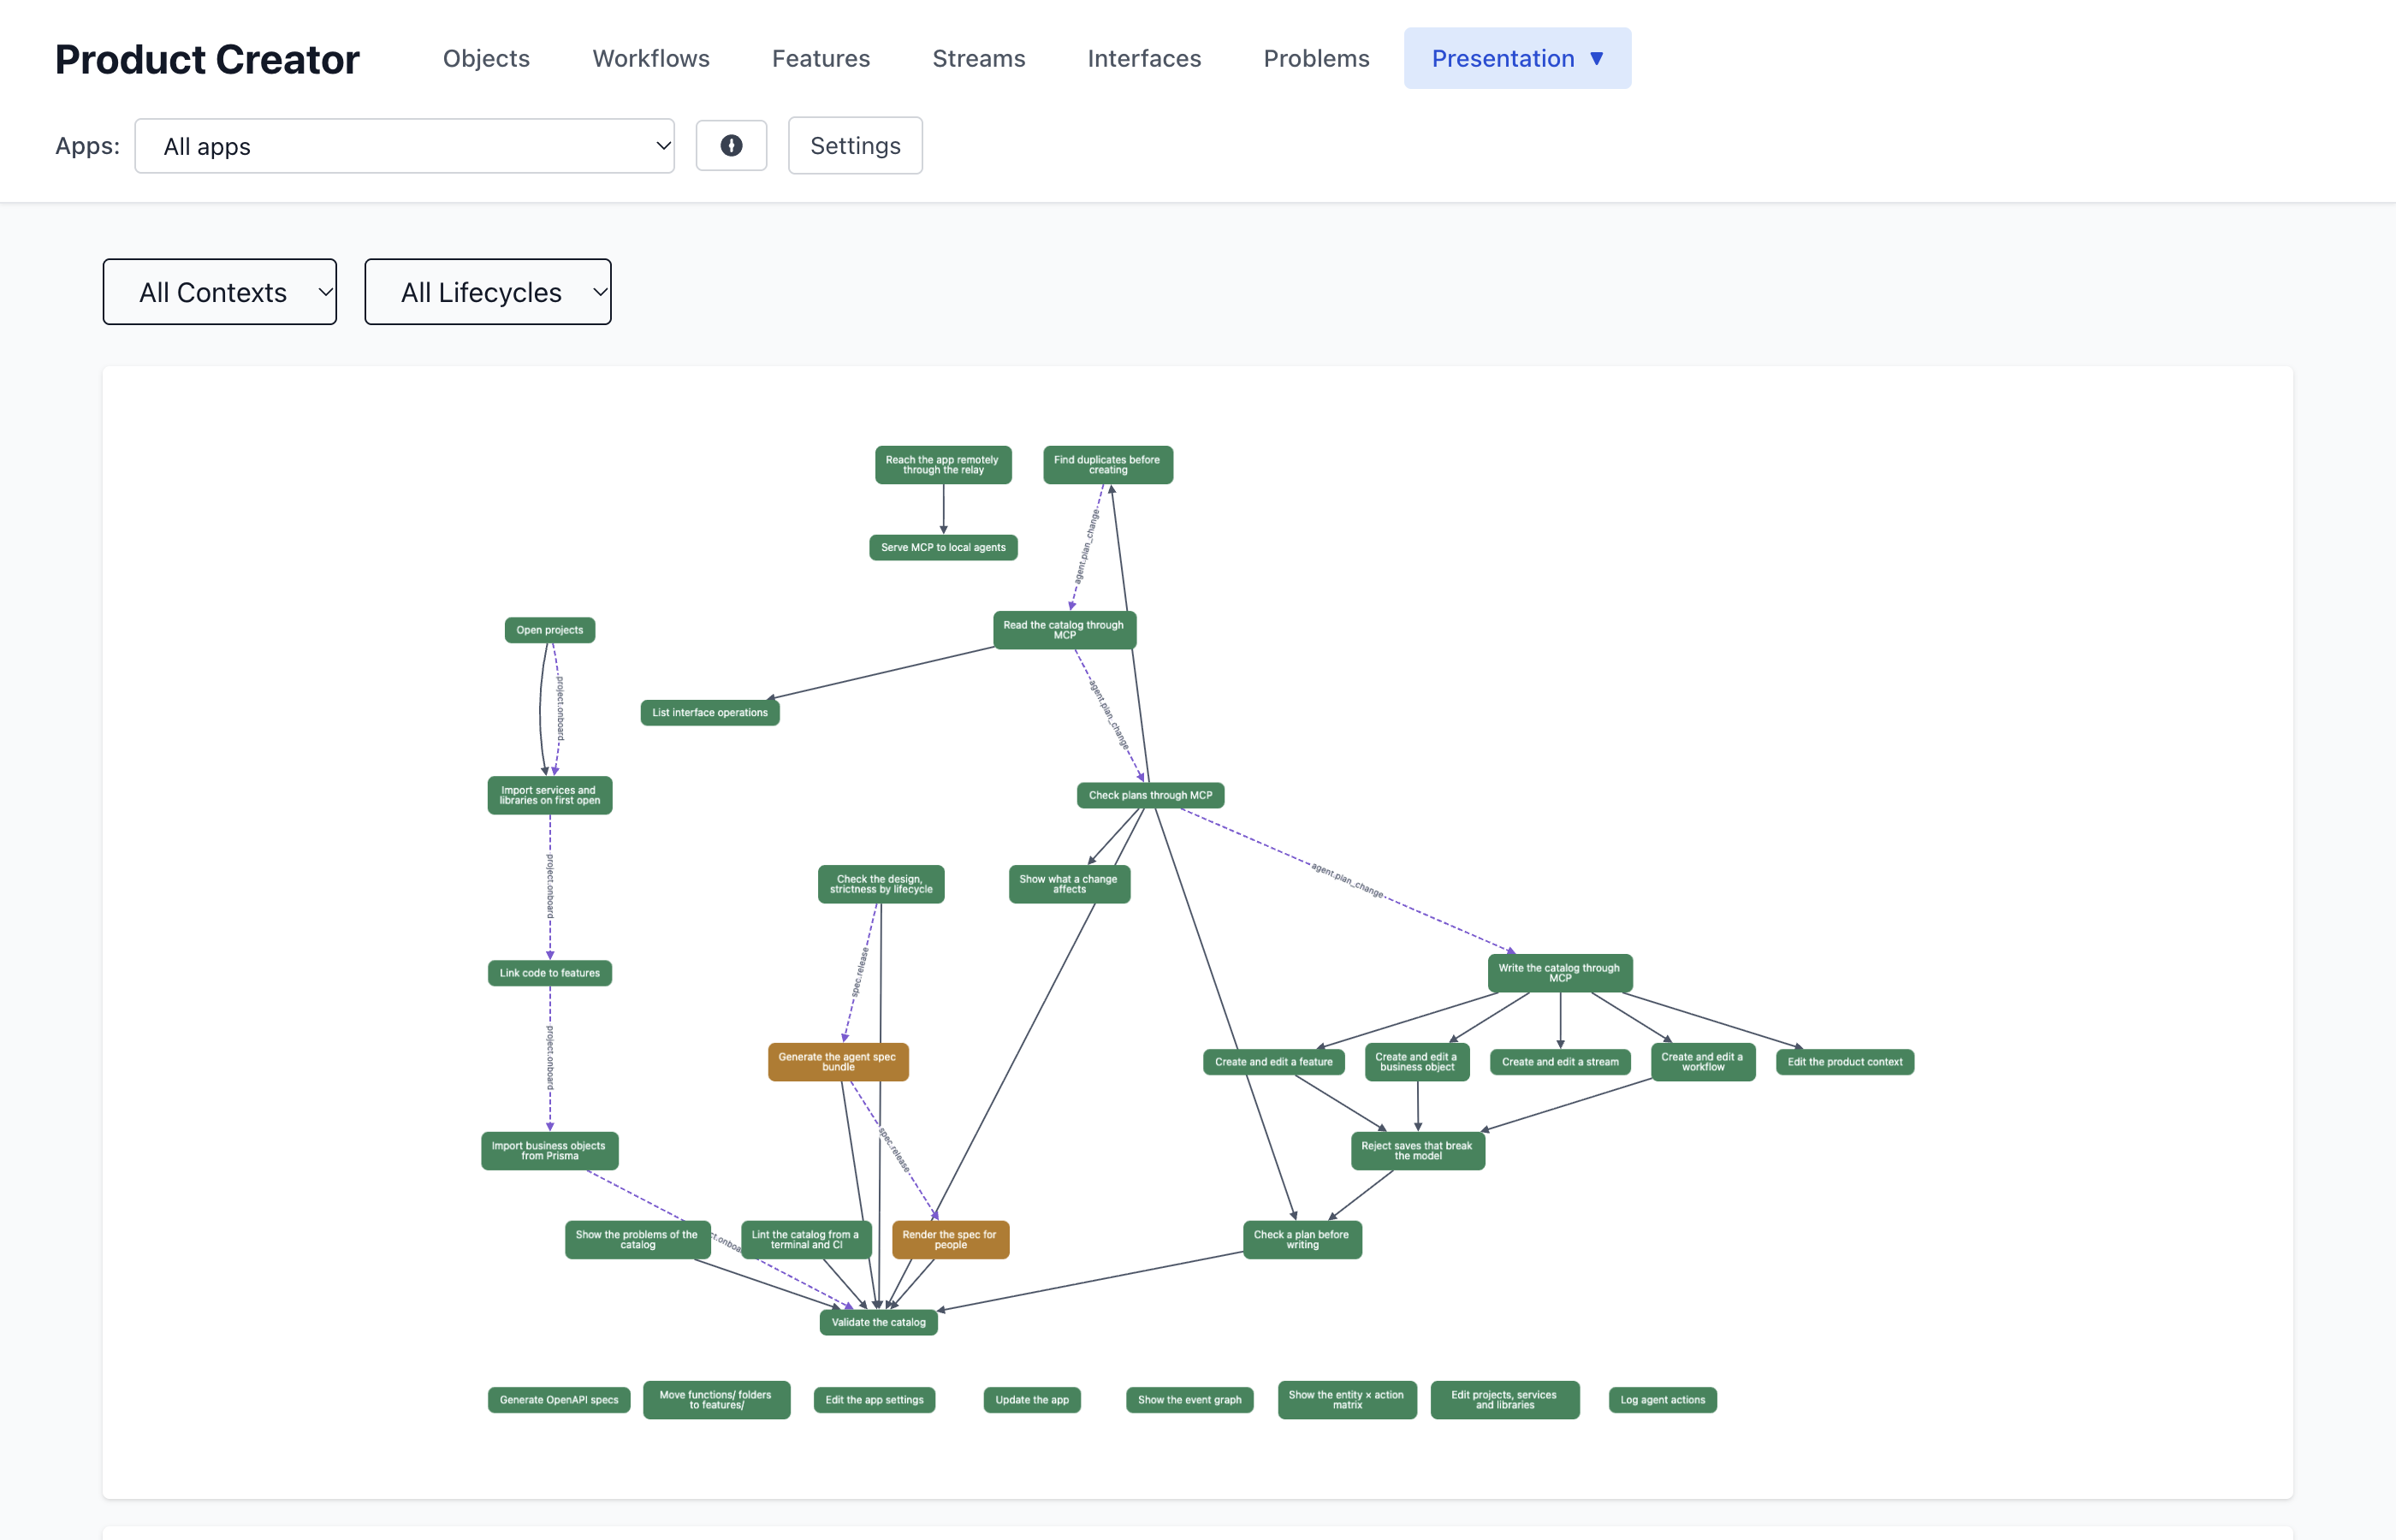 Product Creator
Objects
Workflows
Features
Streams
Interfaces
Problems
Presentation ▼
Apps:
All apps
Settings
All Contexts
All Lifecycles
Reach the app remotely
through the relay
Find duplicates before
creating
Serve MCP to local agents
agent.plan_change
Open projects
Read the catalog through
MCP
project.onboard
List interface operations
agent.plan_change
Import services and
libraries on first open
Check plans through MCP
project.onboard
Check the design,
strictness by lifecycle
Show what a change
affects
agent.plan_change
spec.release
Link code to features
Write the catalog through
MCP
project.onboard
Generate the agent spec
bundle
Create and edit a feature
Create and edit a
business object
Create and edit a stream
Create and edit a
workflow
Edit the product context
spec.release
Import business objects
from Prisma
Reject saves that break
the model
Show the problems of the
catalog
ct.onboa
Lint the catalog from a
terminal and CI
Render the spec for
people
Check a plan before
writing
Validate the catalog
Generate OpenAPI specs
Move functions/ folders
to features/
Edit the app settings
Update the app
Show the event graph
Show the entity × action
matrix
Edit projects, services
and libraries
Log agent actions